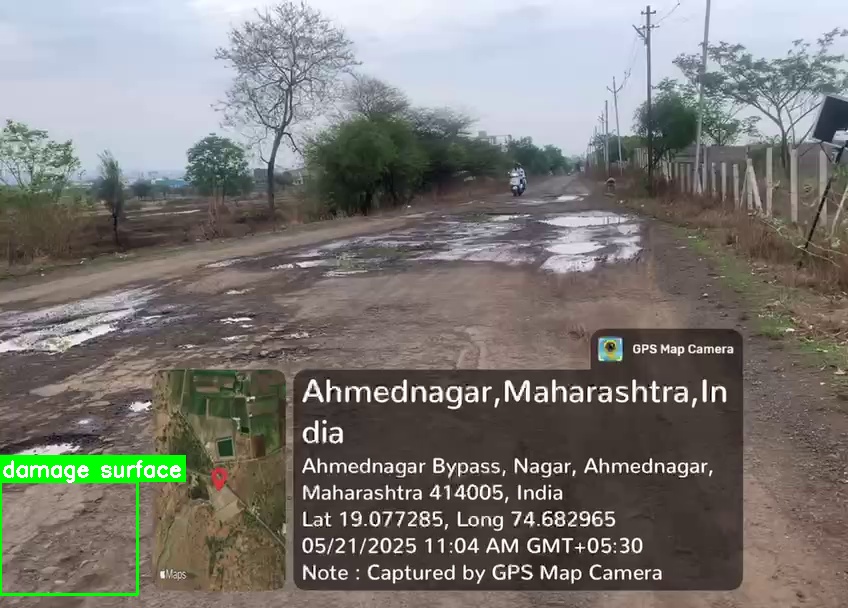 GPS Map Camera
Ahmednagar,Maharashtra,In
dia
Ahmednagar Bypass, Nagar, Ahmednagar,
Maharashtra 414005, India
Lat 19.077285, Long 74.682965
05/21/2025 11:04 AM GMT+05:30
Note : Captured by GPS Map Camera
damage surface
Maps